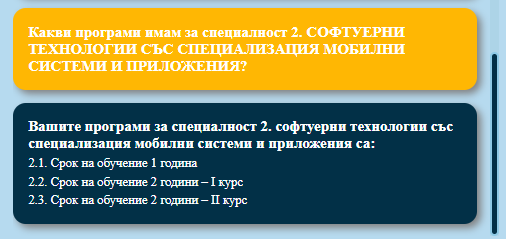 Какви програми имам за специалност 2. СОФТУЕРНИ
ТЕХНОЛОГИИ СЪС СПЕЦИАЛИЗАЦИЯ МОБИЛНИ
СИСТЕМИ И ПРИЛОЖЕНИЯ?
Вашите програми за специалност 2. софтуерни технологии със
специализация мобилни системи и приложения са:
2.1. Срок на обучение 1 година
2.2. Срок на обучение 2 години – I курс
2.3. Срок на обучение 2 години – II курс